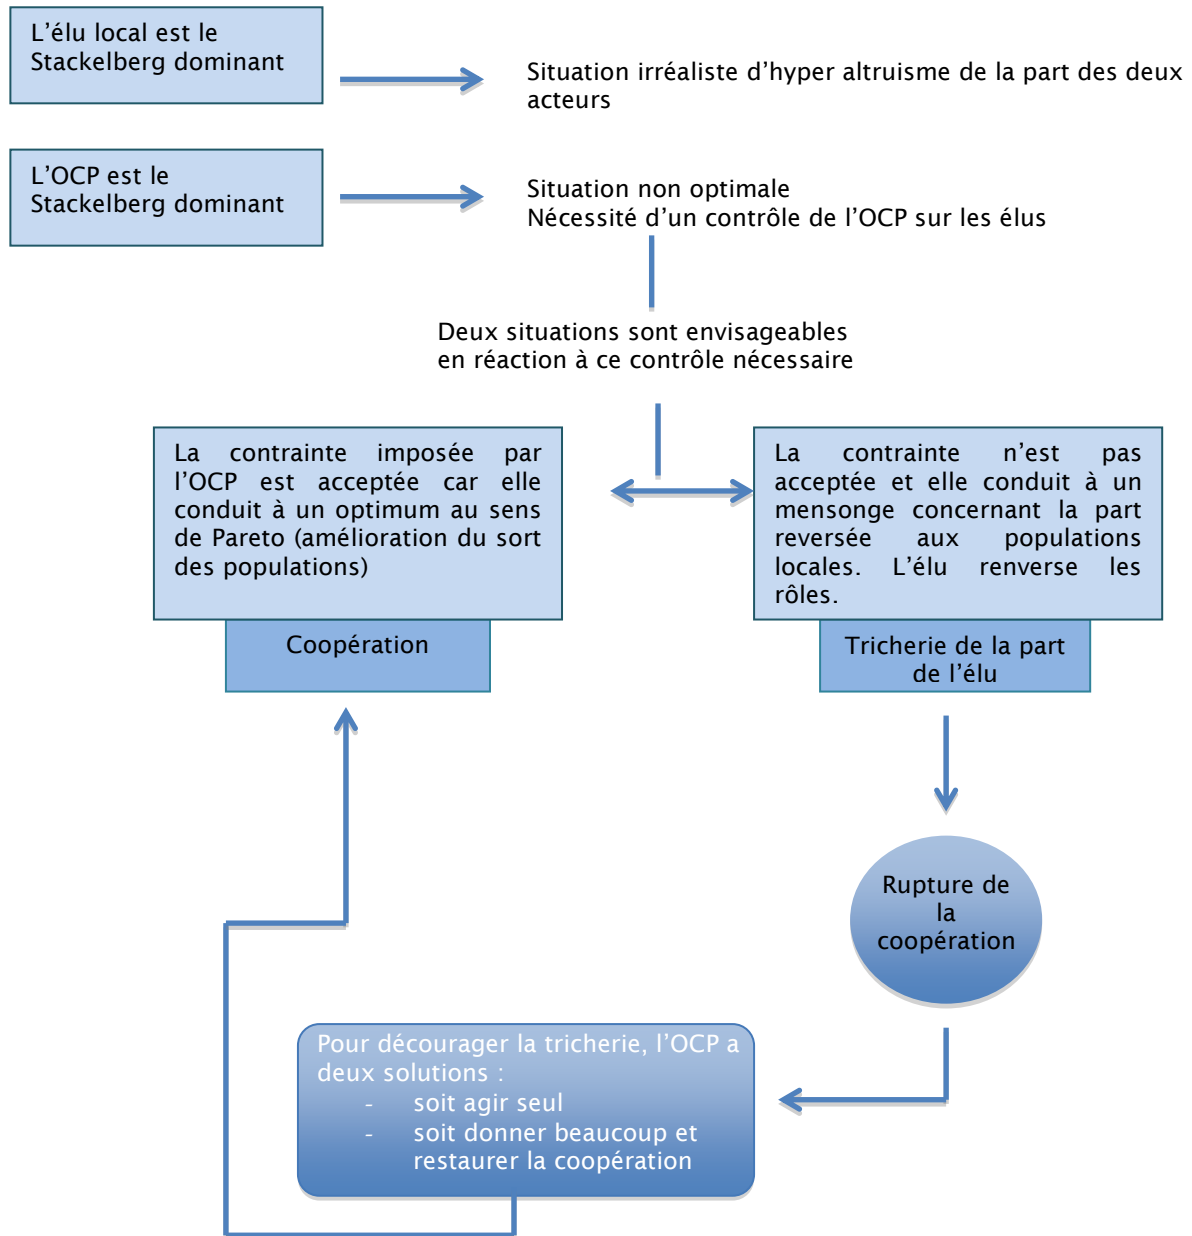 L’élu local est le
Stackelberg dominant
Situation irréaliste d’hyper altruisme de la part des deux
acteurs
L’OCP est le
Stackelberg dominant
Situation non optimale
Nécessité d’un contrôle de l’OCP sur les élus
Deux situations sont envisageables
en réaction à ce contrôle nécessaire
La contrainte imposée par
l’OCP est acceptée car elle
conduit à un optimum au sens
de Pareto (amélioration du sort
des populations)
Coopération
La contrainte n’est pas
acceptée et elle conduit à un
mensonge concernant la part
reversée aux populations
locales. L’élu renverse les
rôles.
Tricherie de la part
de l’élu
Rupture de
la
coopération
Pour décourager la tricherie, l’OCP a
deux solutions :
- soit agir seul
- soit donner beaucoup et
restaurer la coopération